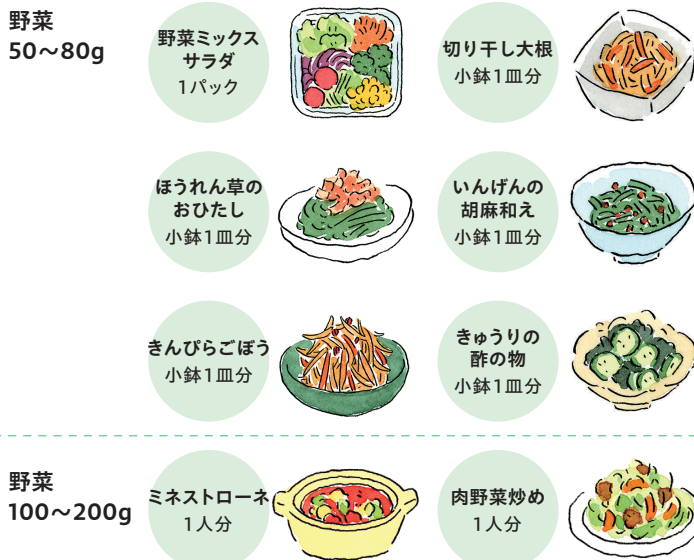 野菜
50〜80g
野菜ミックス
サラダ
1パック
切り干し大根
小鉢1皿分
ほうれん草の
おひたし
小鉢1皿分
いんげんの
胡麻和え
小鉢1皿分
きんぴらごぼう
小鉢1皿分
きゅうりの
酢の物
小鉢1皿分
野菜
100〜200g
ミネストローネ
1人分
肉野菜炒め
1人分